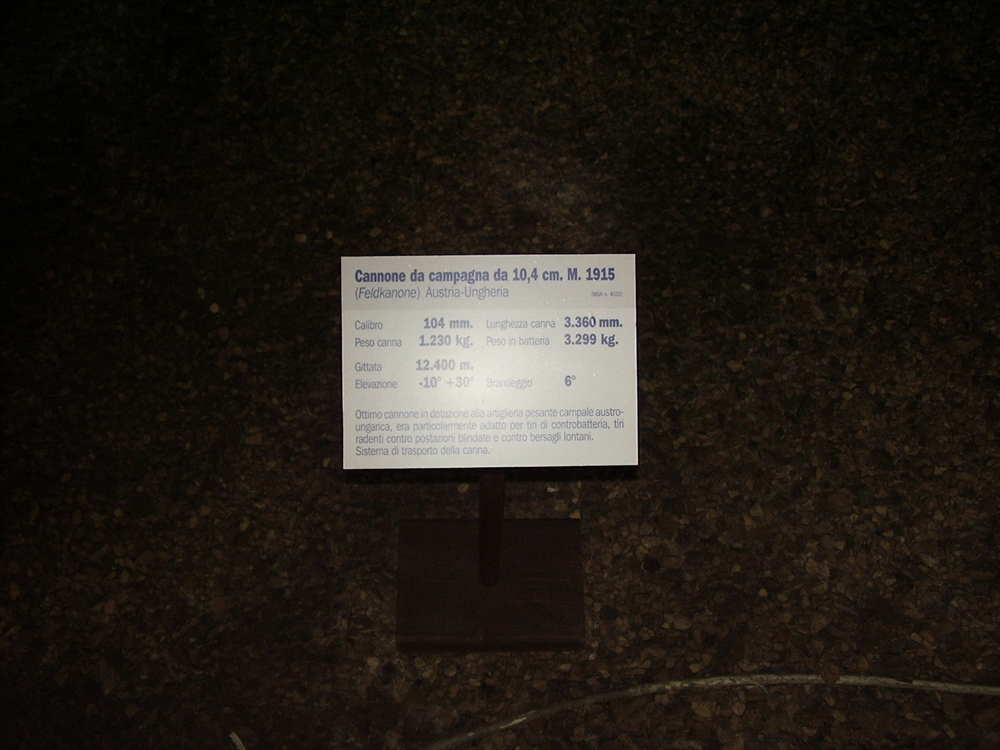 Cannone da campagna da 10,4 cm. M. 1915
(Feldkanone) Austria-Ungheria
Calibro 104 mm. Lunghezza canna 3.360 mm.
Peso canna 1.230 kg. Peso in batteria 3.299 kg.
Gittata 12.400 m.
Elevazione -10° +30° Brandeggio 6°
Ottimo cannone in dotazione alla artiglieria pesante campale austro-
ungarica, era particolarmente adatto per tiri di controbatteria, tiri
radenti contro postazioni blindate e contro bersagli lontani.
Sistema di trasporto della canna.